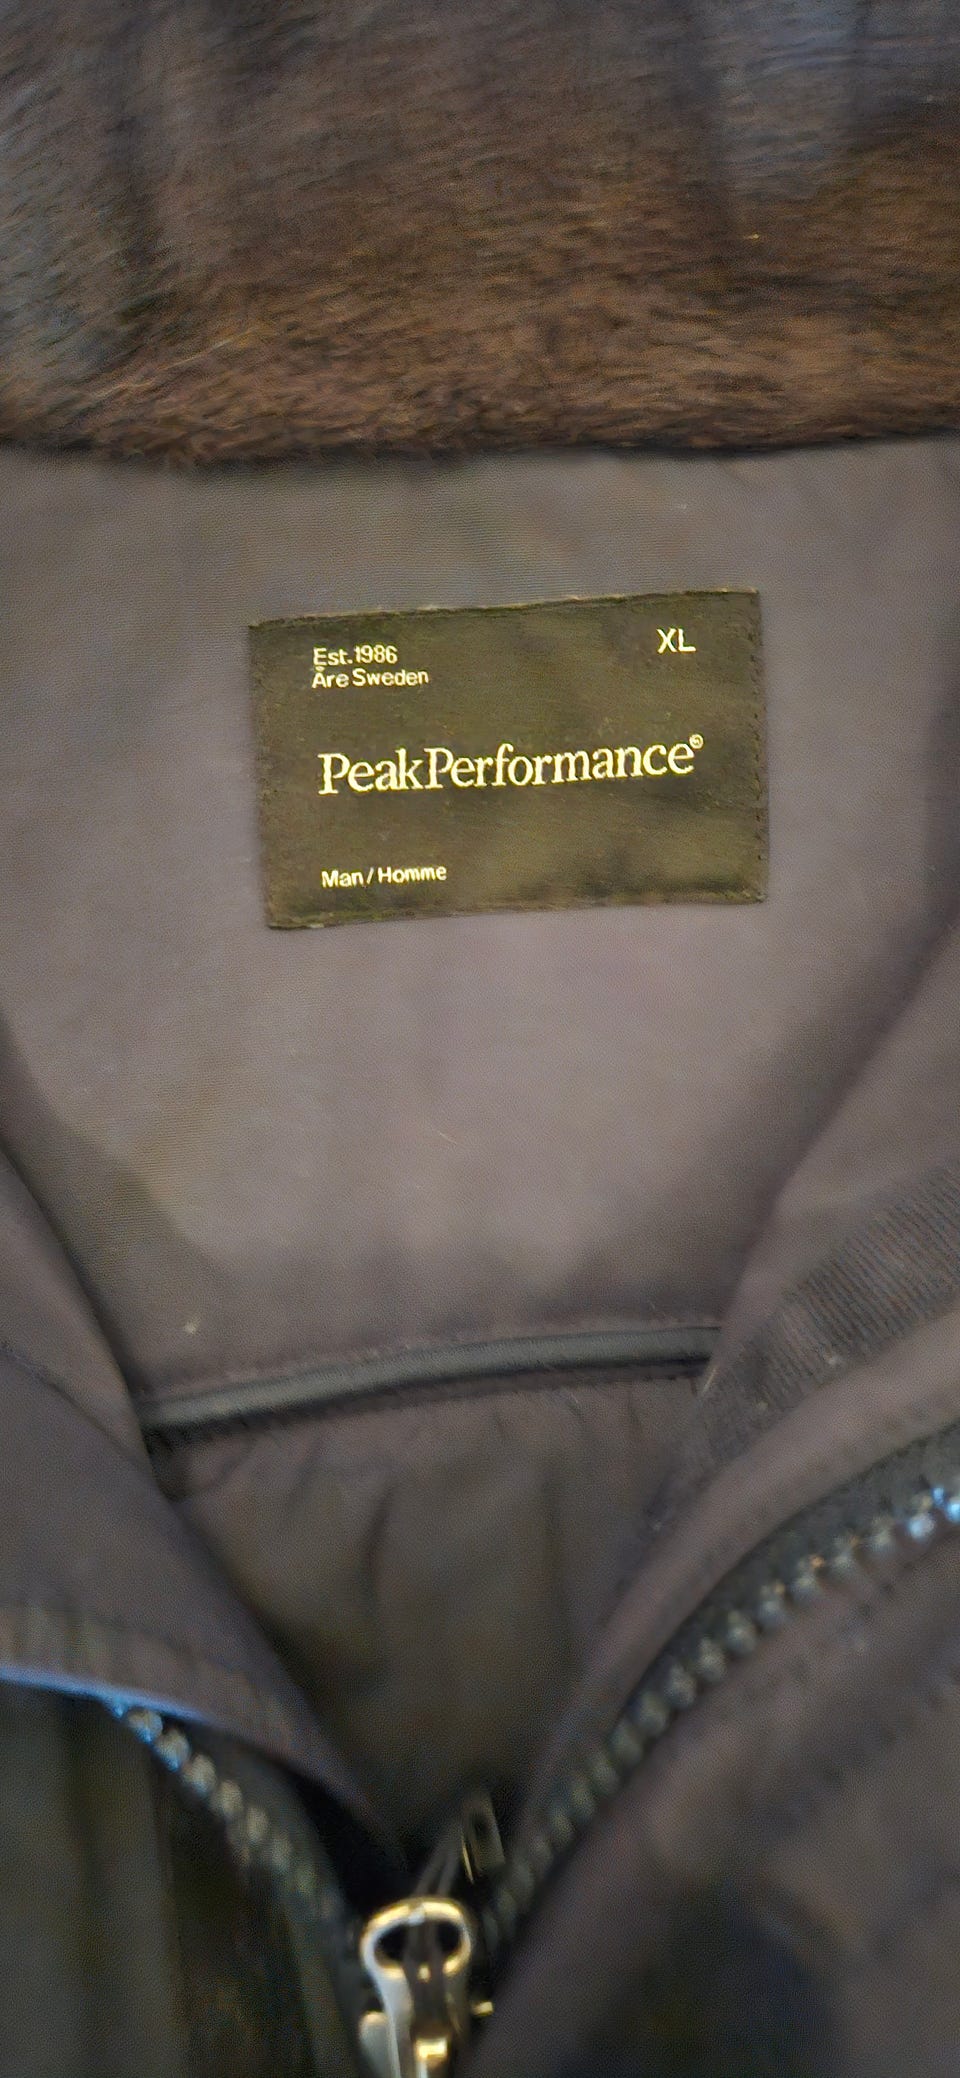 Est.1986
Åre Sweden
XL
PeakPerformance®
Man/Homme